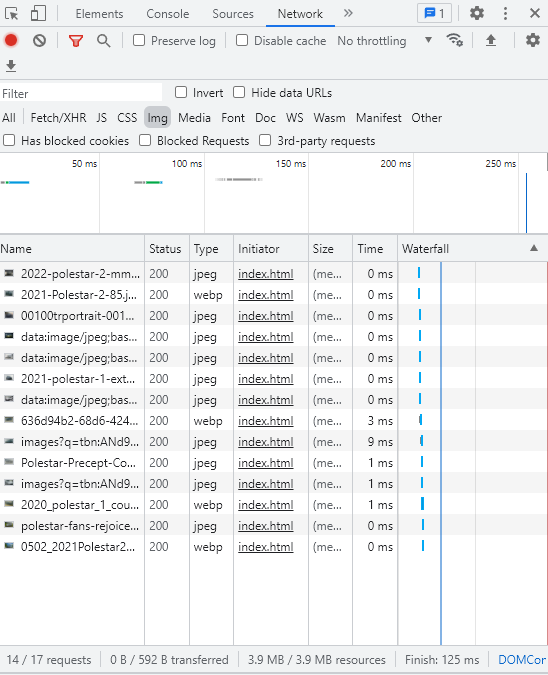 Elements Console Sources Network » 1
Preserve log Disable cache No throttling
Filter Invert Hide data URLs
All Fetch/XHR JS CSS Img Media Font Doc WS Wasm Manifest Other
Has blocked cookies Blocked Requests 3rd-party requests
50 ms 100 ms 150 ms 200 ms 250 ms
Name Status Type Initiator Size Time Waterfall
2022-polestar-2-mm... 200 jpeg index.html (me... 0 ms
2021-Polestar-2-85.j... 200 webp index.html (me... 0 ms
00100trportrait-001... 200 jpeg index.html (me... 0 ms
data:image/jpeg;bas... 200 jpeg index.html (me... 0 ms
data:image/jpeg;bas... 200 jpeg index.html (me... 0 ms
2021-polestar-1-ext... 200 jpeg index.html (me... 0 ms
data:image/jpeg;bas... 200 jpeg index.html (me... 0 ms
636d94b2-68d6-424... 200 webp index.html (me... 3 ms
images?q=tbn:ANd9... 200 jpeg index.html (me... 9 ms
Polestar-Precept-Co... 200 jpeg index.html (me... 1 ms
images?q=tbn:ANd9... 200 jpeg index.html (me... 1 ms
2020_polestar_1_cou... 200 webp index.html (me... 1 ms
polestar-fans-rejoice... 200 jpeg index.html (me... 0 ms
0502_2021Polestar2... 200 webp index.html (me... 0 ms
14 / 17 requests 0 B / 592 B transferred 3.9 MB / 3.9 MB resources Finish: 125 ms DOMCor